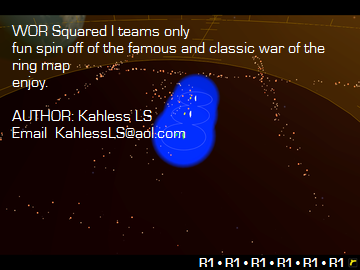 WOR Squared I teams only
fun spin off of the famous and classic war of the
ring map
enjoy.
AUTHOR: Kahless LS
Email  KahlessLS@aol.com
R1 • R1 • R1 • R1 • R1 • R1 r